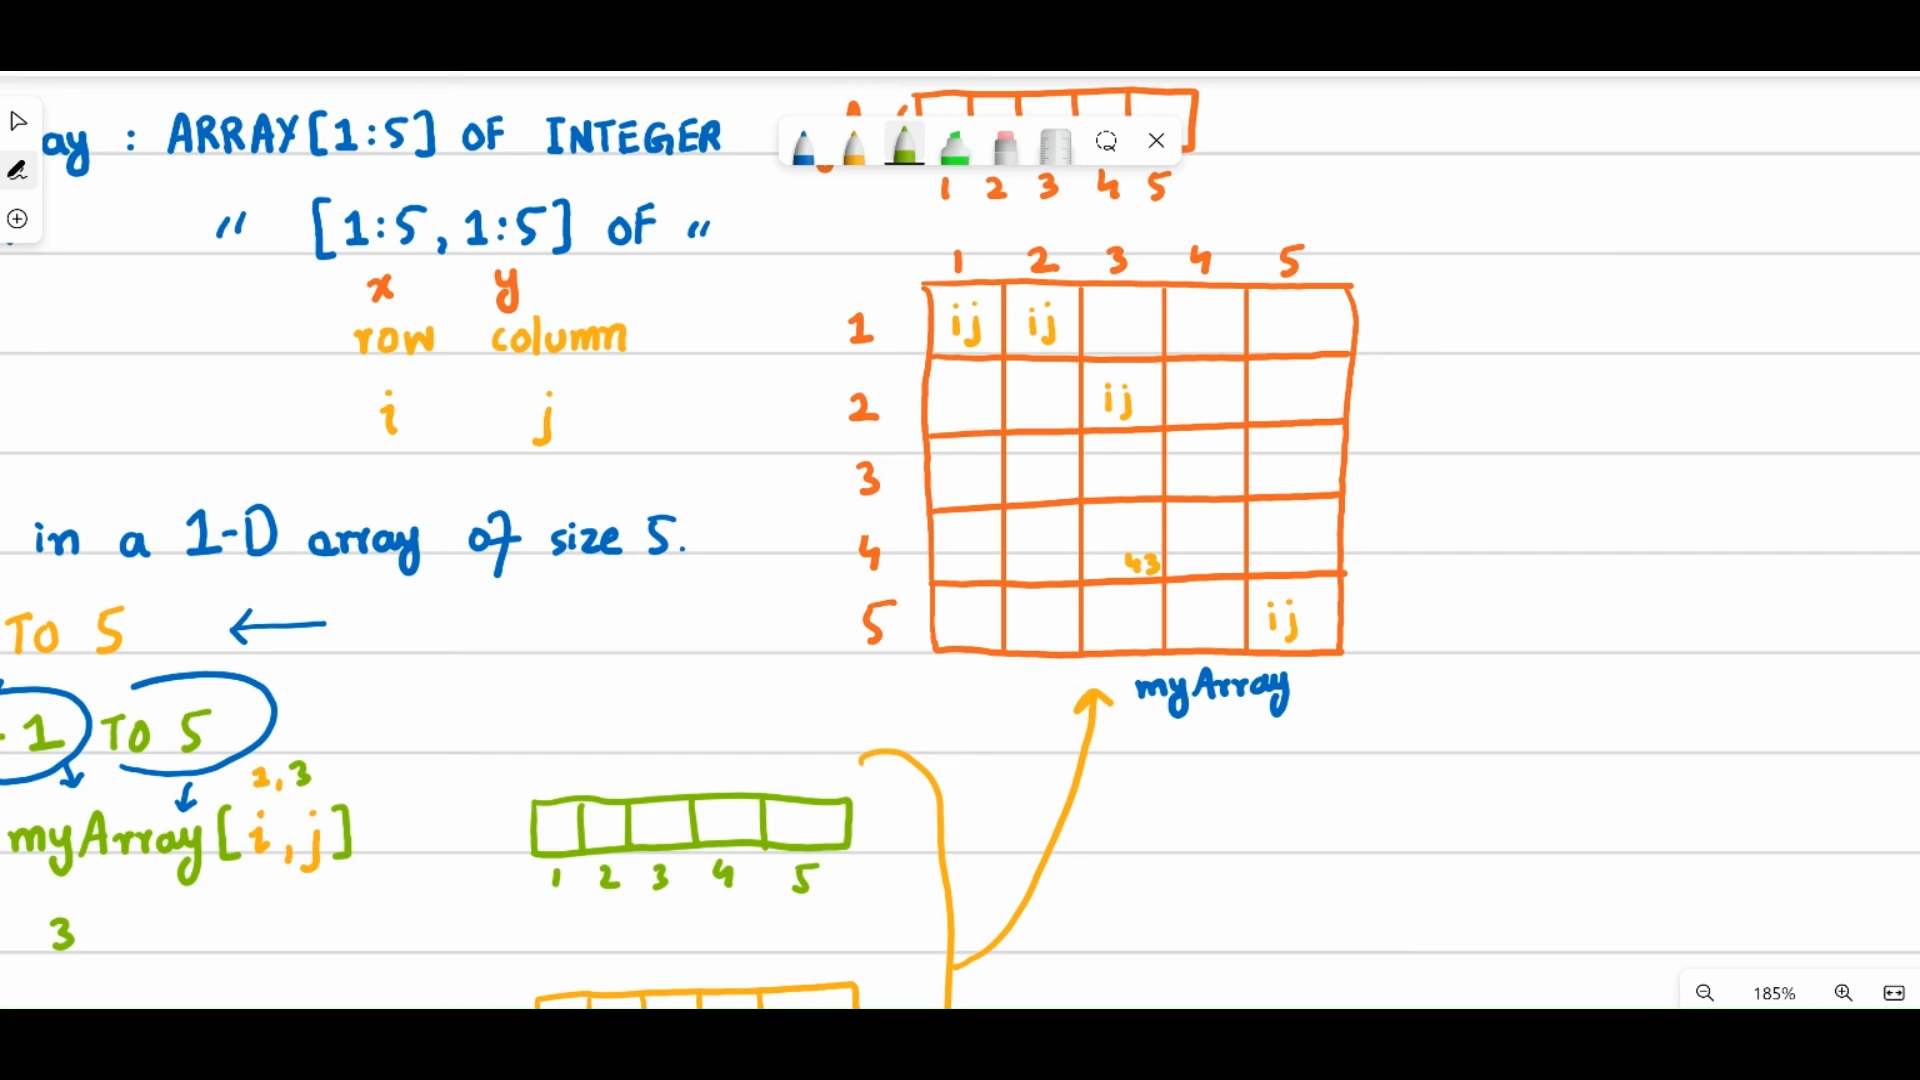 ay : ARRAY[1:5] OF INTEGER
1 2 3 4 5
" [1:5, 1:5] OF "
x y
row column
i j
1 2 3 4 5
1 ij ij
2 ij
3
4 43
5 ij
myArray
in a 1-D array of size 5.
TO 5 ←
1 TO 5
1, 3
myArray[i,j]
1 2 3 4 5
3
185%